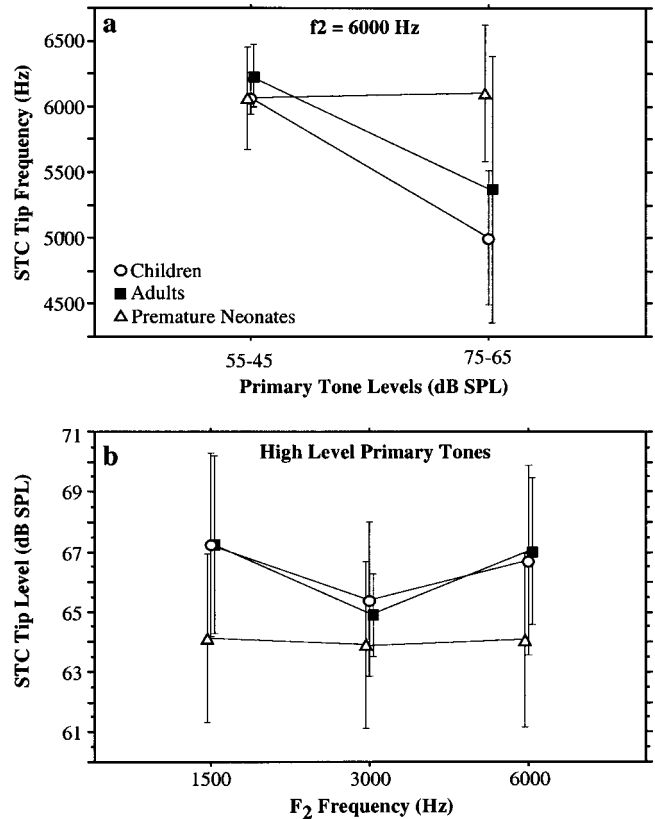 a
f2 = 6000 Hz
STC Tip Frequency (Hz)
6500
6000
5500
5000
4500
Children
Adults
Premature Neonates
55-45
75-65
Primary Tone Levels (dB SPL)
b
High Level Primary Tones
STC Tip Level (dB SPL)
71
69
67
65
63
61
1500
3000
6000
F2 Frequency (Hz)